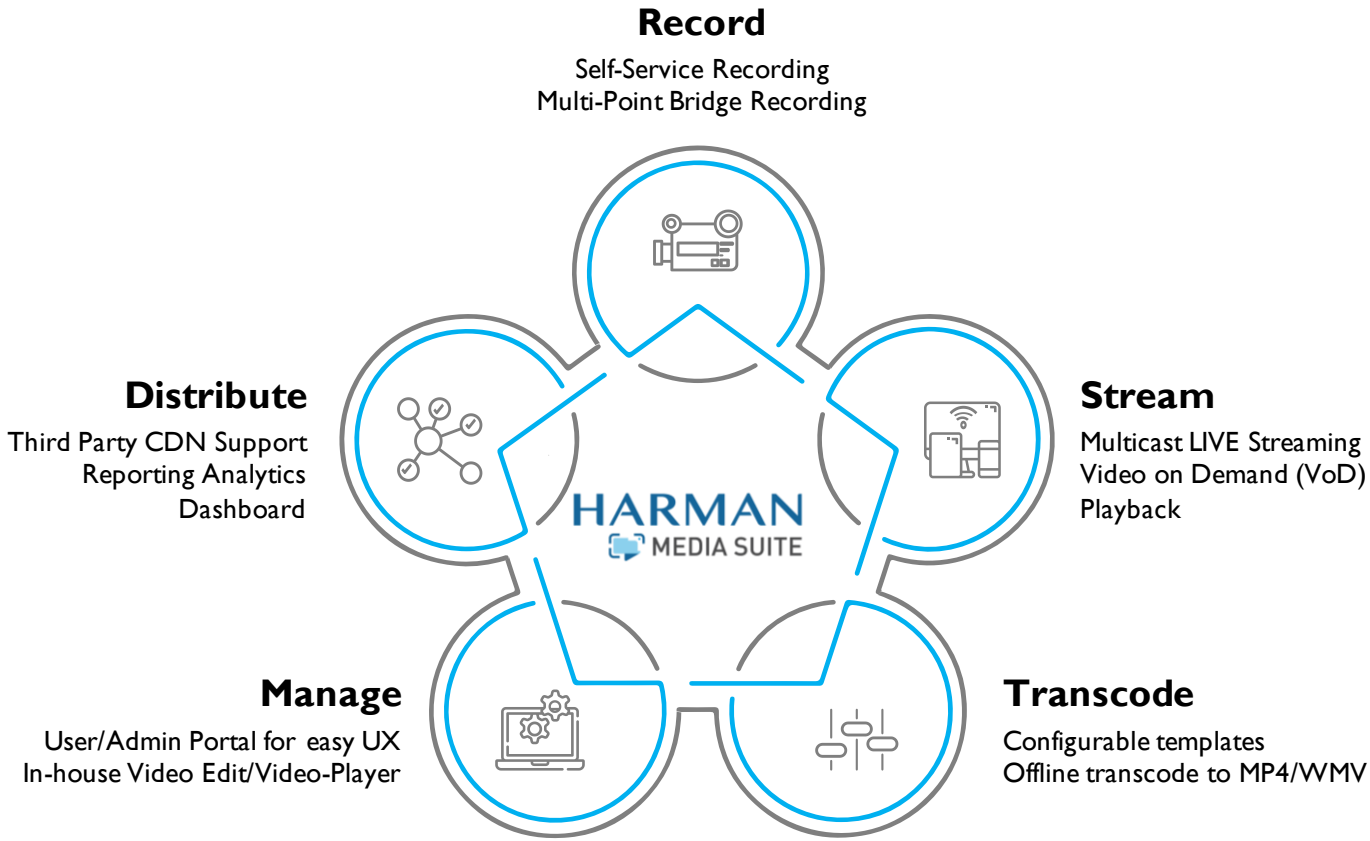 Record
Self-Service Recording
Multi-Point Bridge Recording
Distribute
Third Party CDN Support
Reporting Analytics
Dashboard
Stream
Multicast LIVE Streaming
Video on Demand (VoD)
Playback
HARMAN
MEDIA SUITE
Manage
User/Admin Portal for easy UX
In-house Video Edit/Video-Player
Transcode
Configurable templates
Offline transcode to MP4/WMV